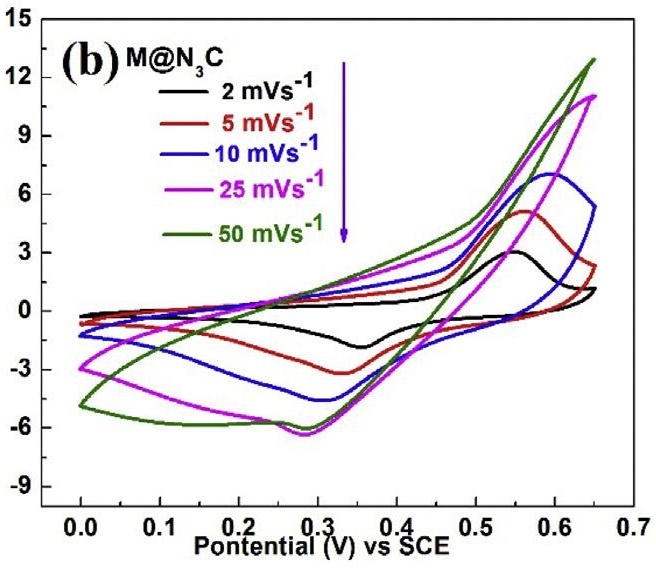 15
12
9
6
3
0
-3
-6
-9
(b) M@N₃C
2 mVs⁻¹
5 mVs⁻¹
10 mVs⁻¹
25 mVs⁻¹
50 mVs⁻¹
0.0 0.1 0.2 0.3 0.4 0.5 0.6 0.7
Pontential (V) vs SCE